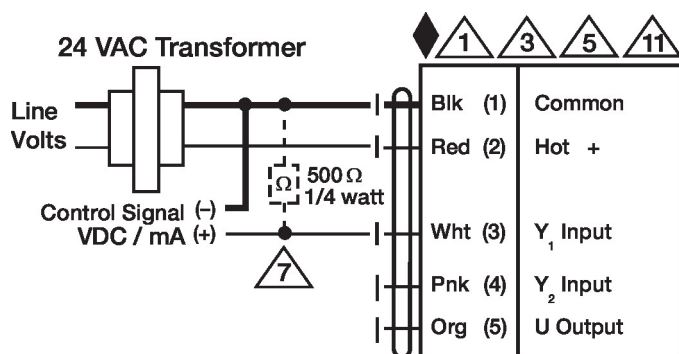 1 3 5 11
24 VAC Transformer
Line
Volts
Blk (1) Common
Red (2) Hot +
Ω 500 Ω
1/4 watt
Control Signal (–)
VDC / mA (+)
Wht (3) Y₁ Input
7
Pnk (4) Y₂ Input
Org (5) U Output